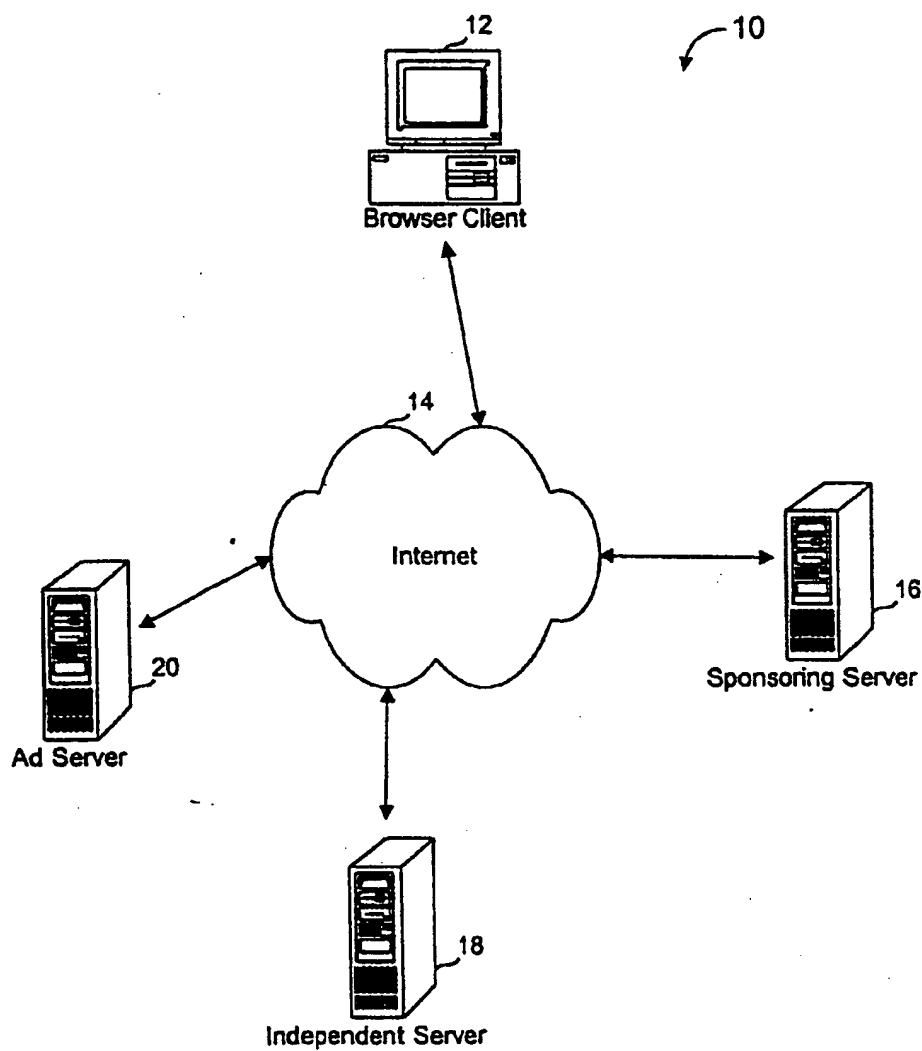 12
10
Browser Client
14
Internet
16
Sponsoring Server
20
Ad Server
18
Independent Server